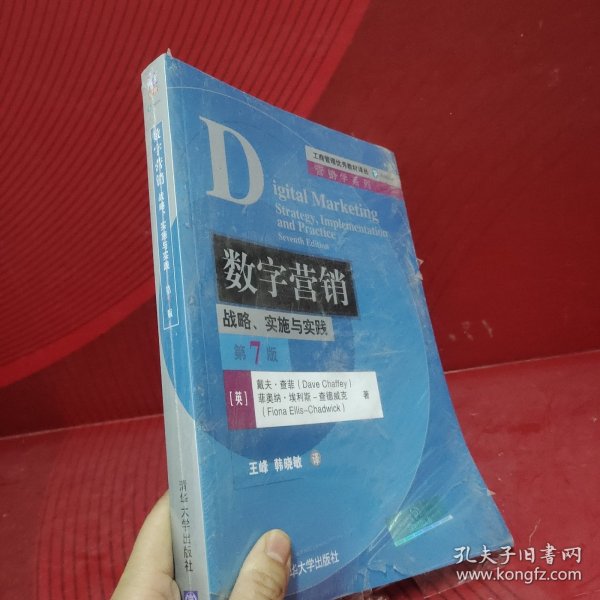 数字营销
战略、实施与实践
第7版
清华大学出版社
工商管理优秀教材译丛
营销学系列
Digital Marketing
Strategy, Implementation
and Practice
Seventh Edition
数字营销
战略、实施与实践
第7版
[英]
戴夫·查菲(Dave Chaffey)
菲奥纳·埃利斯-查德威克
(Fiona Ellis-Chadwick)
著
王峰 韩晓敏 译
华大学出版社
孔夫子旧书网
www.kongfz.com